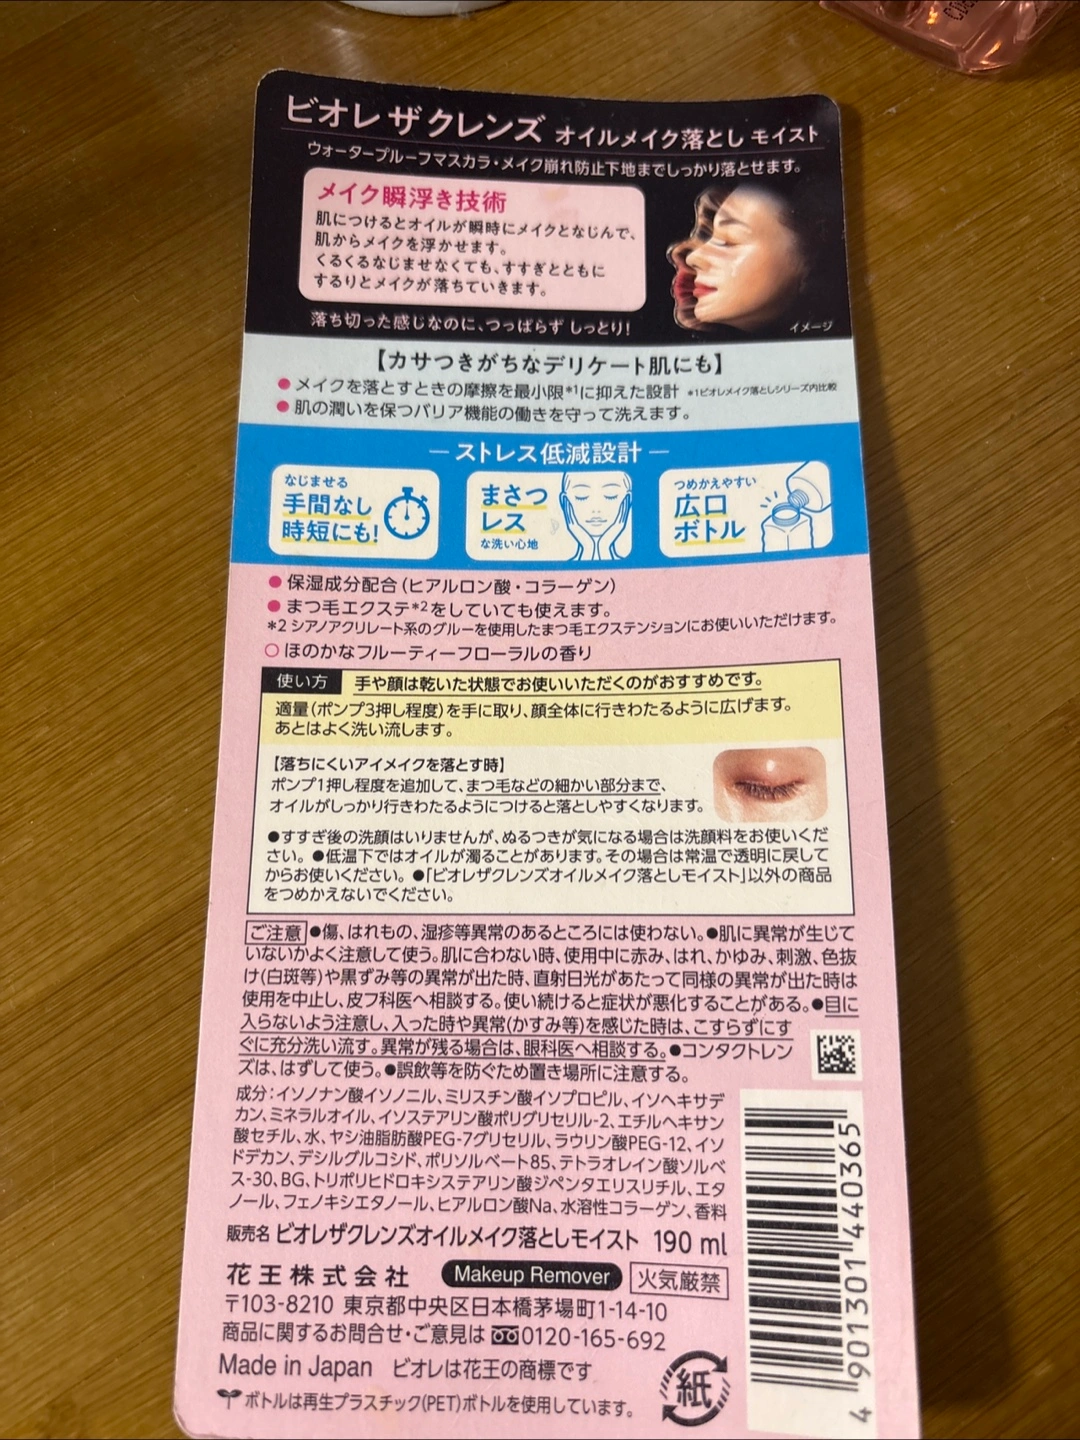 ビオレ ザ クレンズ オイルメイク落とし モイスト
ウォータープルーフマスカラ・メイク崩れ防止下地までしっかり落とせます。
メイク瞬浮き技術
肌につけるとオイルが瞬時にメイクとなじんで、
肌からメイクを浮かせます。
くるくるなじませなくても、すすぎとともに
するりとメイクが落ちていきます。
落ち切った感じなのに、つっぱらず しっとり!
イメージ
【カサつきがちなデリケート肌にも】
●メイクを落とすときの摩擦を最小限*1に抑えた設計 *1ビオレメイク落としシリーズ内比較
●肌の潤いを保つバリア機能の働きを守って洗えます。
― ストレス低減設計 ―
なじませる
手間なし
時短にも!
まさつ
レス
な洗い心地
つめかえやすい
広口
ボトル
●保湿成分配合(ヒアルロン酸・コラーゲン)
●まつ毛エクステ*2をしていても使えます。
*2 シアノアクリレート系のグルーを使用したまつ毛エクステンションにお使いいただけます。
○ほのかなフルーティーフローラルの香り
使い方 手や顔は乾いた状態でお使いいただくのがおすすめです。
適量(ポンプ3押し程度)を手に取り、顔全体に行きわたるように広げます。
あとはよく洗い流します。
【落ちにくいアイメイクを落とす時】
ポンプ1押し程度を追加して、まつ毛などの細かい部分まで、
オイルがしっかり行きわたるようにつけると落としやすくなります。
●すすぎ後の洗顔はいりませんが、ぬるつきが気になる場合は洗顔料をお使いくだ
さい。●低温下ではオイルが濁ることがあります。その場合は常温で透明に戻して
からお使いください。●「ビオレザクレンズオイルメイク落としモイスト」以外の商品
をつめかえないでください。
ご注意 ●傷、はれもの、湿疹等異常のあるところには使わない。●肌に異常が生じて
いないかよく注意して使う。肌に合わない時、使用中に赤み、はれ、かゆみ、刺激、色抜
け(白斑等)や黒ずみ等の異常が出た時、直射日光があたって同様の異常が出た時は
使用を中止し、皮フ科医へ相談する。使い続けると症状が悪化することがある。●目に
入らないよう注意し、入った時や異常(かすみ等)を感じた時は、こすらずにす
ぐに充分洗い流す。異常が残る場合は、眼科医へ相談する。●コンタクトレン
ズは、はずして使う。●誤飲等を防ぐため置き場所に注意する。
成分:イソノナン酸イソノニル、ミリスチン酸イソプロピル、イソヘキサデ
カン、ミネラルオイル、イソステアリン酸ポリグリセリル-2、エチルヘキサン
酸セチル、水、ヤシ油脂肪酸PEG-7グリセリル、ラウリン酸PEG-12、イソ
ドデカン、デシルグルコシド、ポリソルベート85、テトラオレイン酸ソルベ
ス-30、BG、トリポリヒドロキシステアリン酸ジペンタエリスリチル、エタ
ノール、フェノキシエタノール、ヒアルロン酸Na、水溶性コラーゲン、香料
販売名 ビオレザクレンズオイルメイク落としモイスト 190 ml
花王株式会社 Makeup Remover 火気厳禁
〒103-8210 東京都中央区日本橋茅場町1-14-10
商品に関するお問合せ・ご意見は 0120-165-692
Made in Japan ビオレは花王の商標です
ボトルは再生プラスチック(PET)ボトルを使用しています。
紙
4 901301 440365